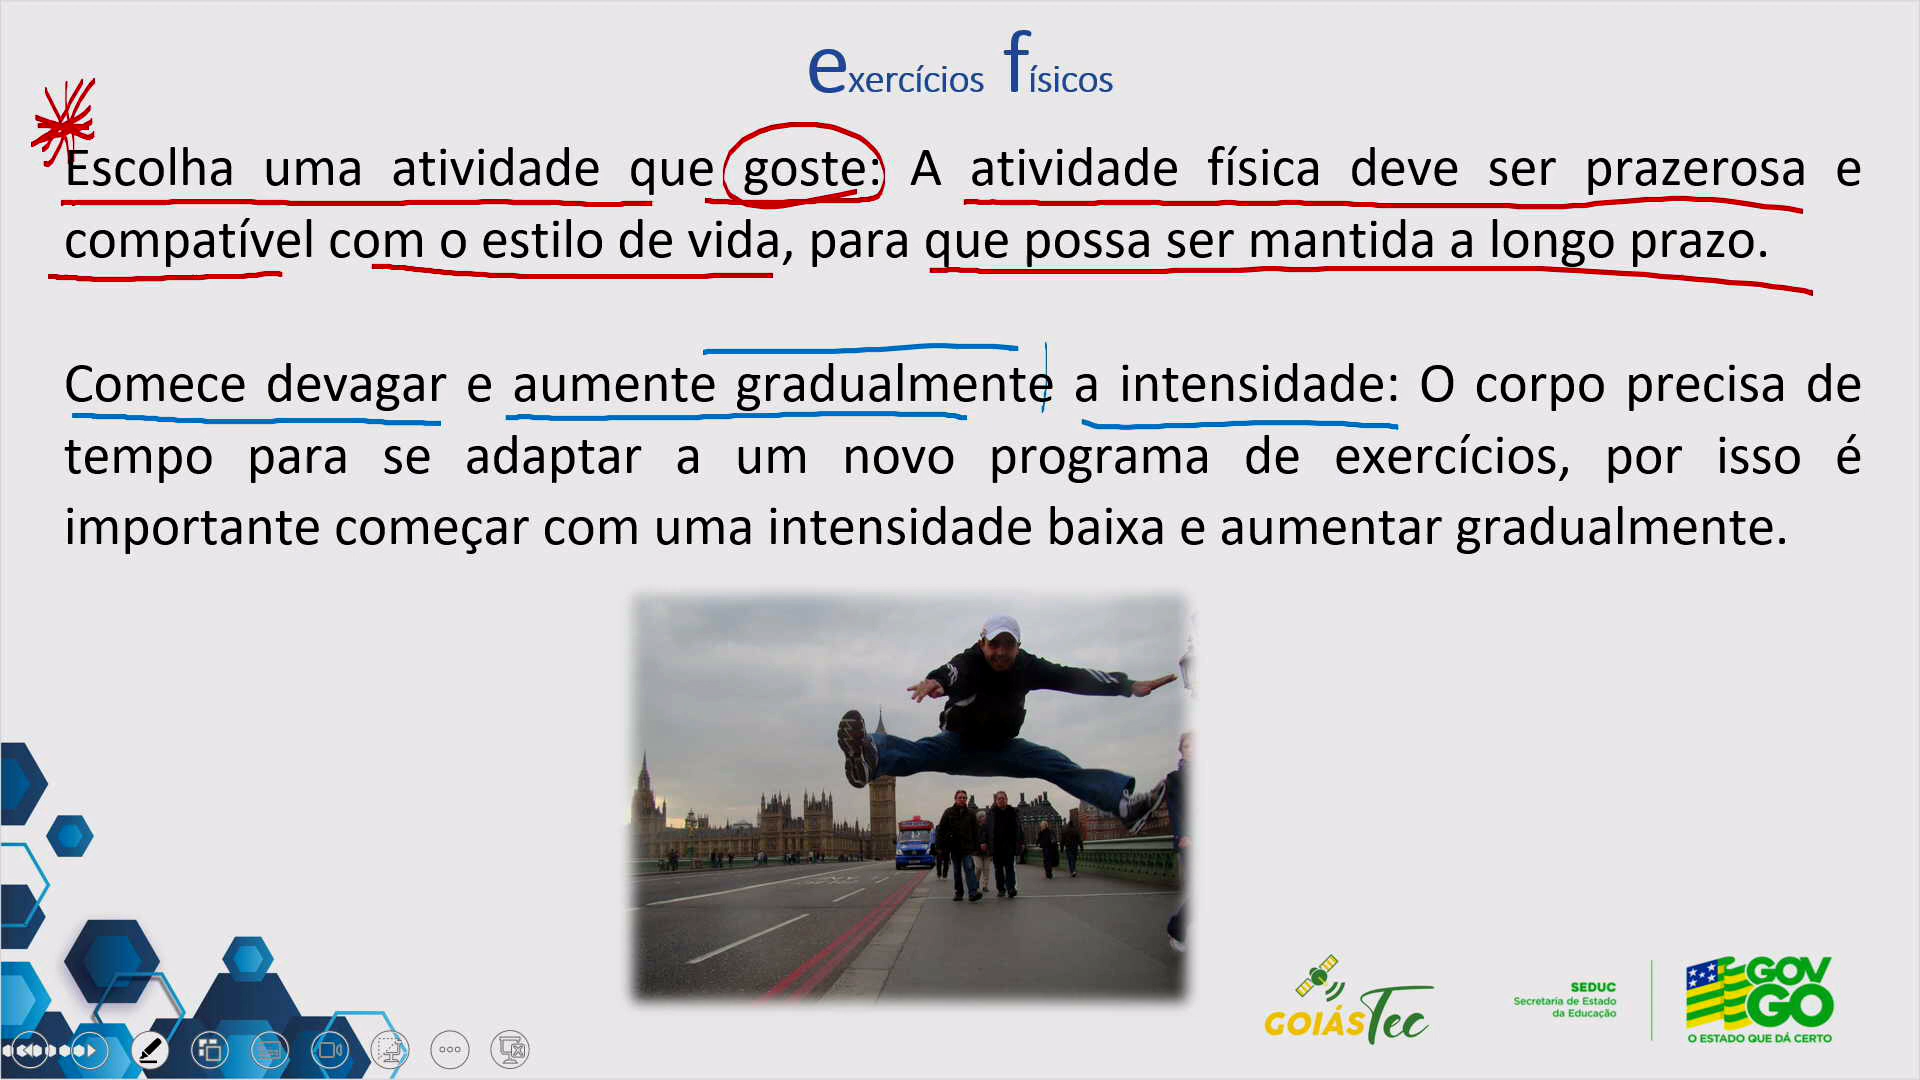 exercícios físicos
Escolha uma atividade que goste: A atividade física deve ser prazerosa e
compatível com o estilo de vida, para que possa ser mantida a longo prazo.
Comece devagar e aumente gradualmente a intensidade: O corpo precisa de
tempo para se adaptar a um novo programa de exercícios, por isso é
importante começar com uma intensidade baixa e aumentar gradualmente.
GOIÁSTec
SEDUC
Secretaria de Estado
da Educação
GOV
GO
O ESTADO QUE DÁ CERTO